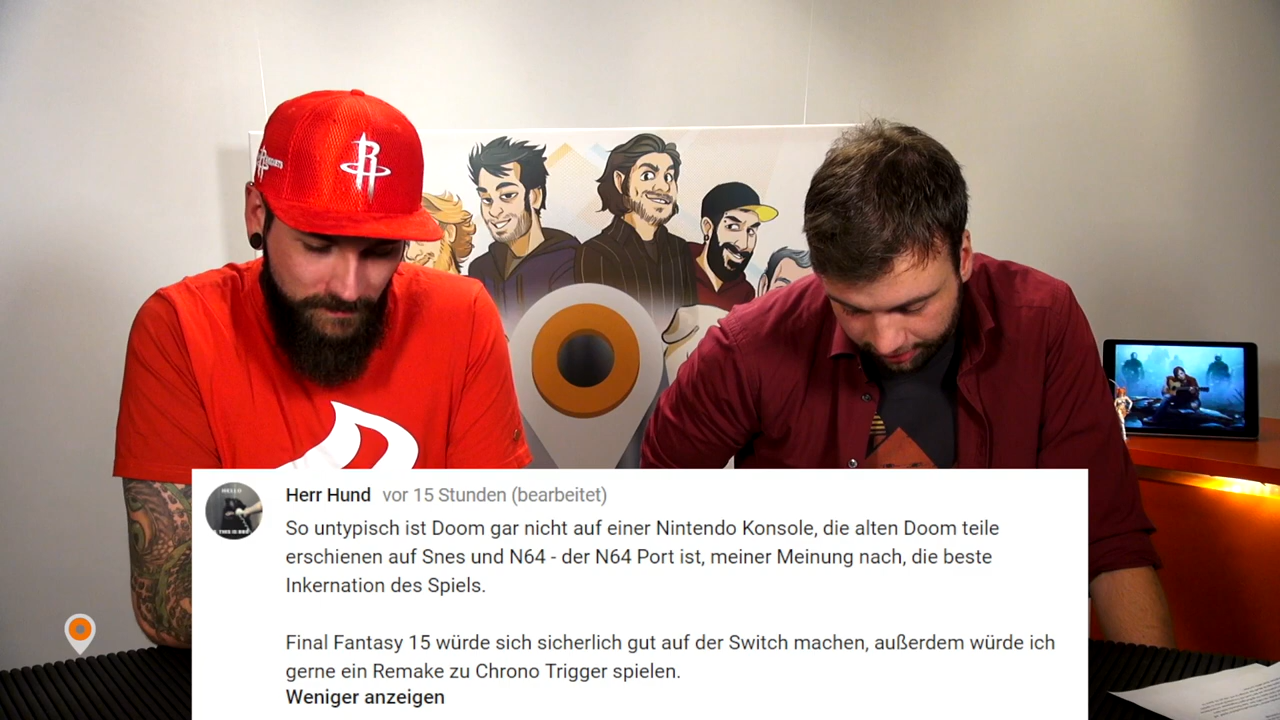 R
HELLO
Herr Hund vor 15 Stunden (bearbeitet)
So untypisch ist Doom gar nicht auf einer Nintendo Konsole, die alten Doom teile
erschienen auf Snes und N64 - der N64 Port ist, meiner Meinung nach, die beste
Inkernation des Spiels.
Final Fantasy 15 würde sich sicherlich gut auf der Switch machen, außerdem würde ich
gerne ein Remake zu Chrono Trigger spielen.
Weniger anzeigen